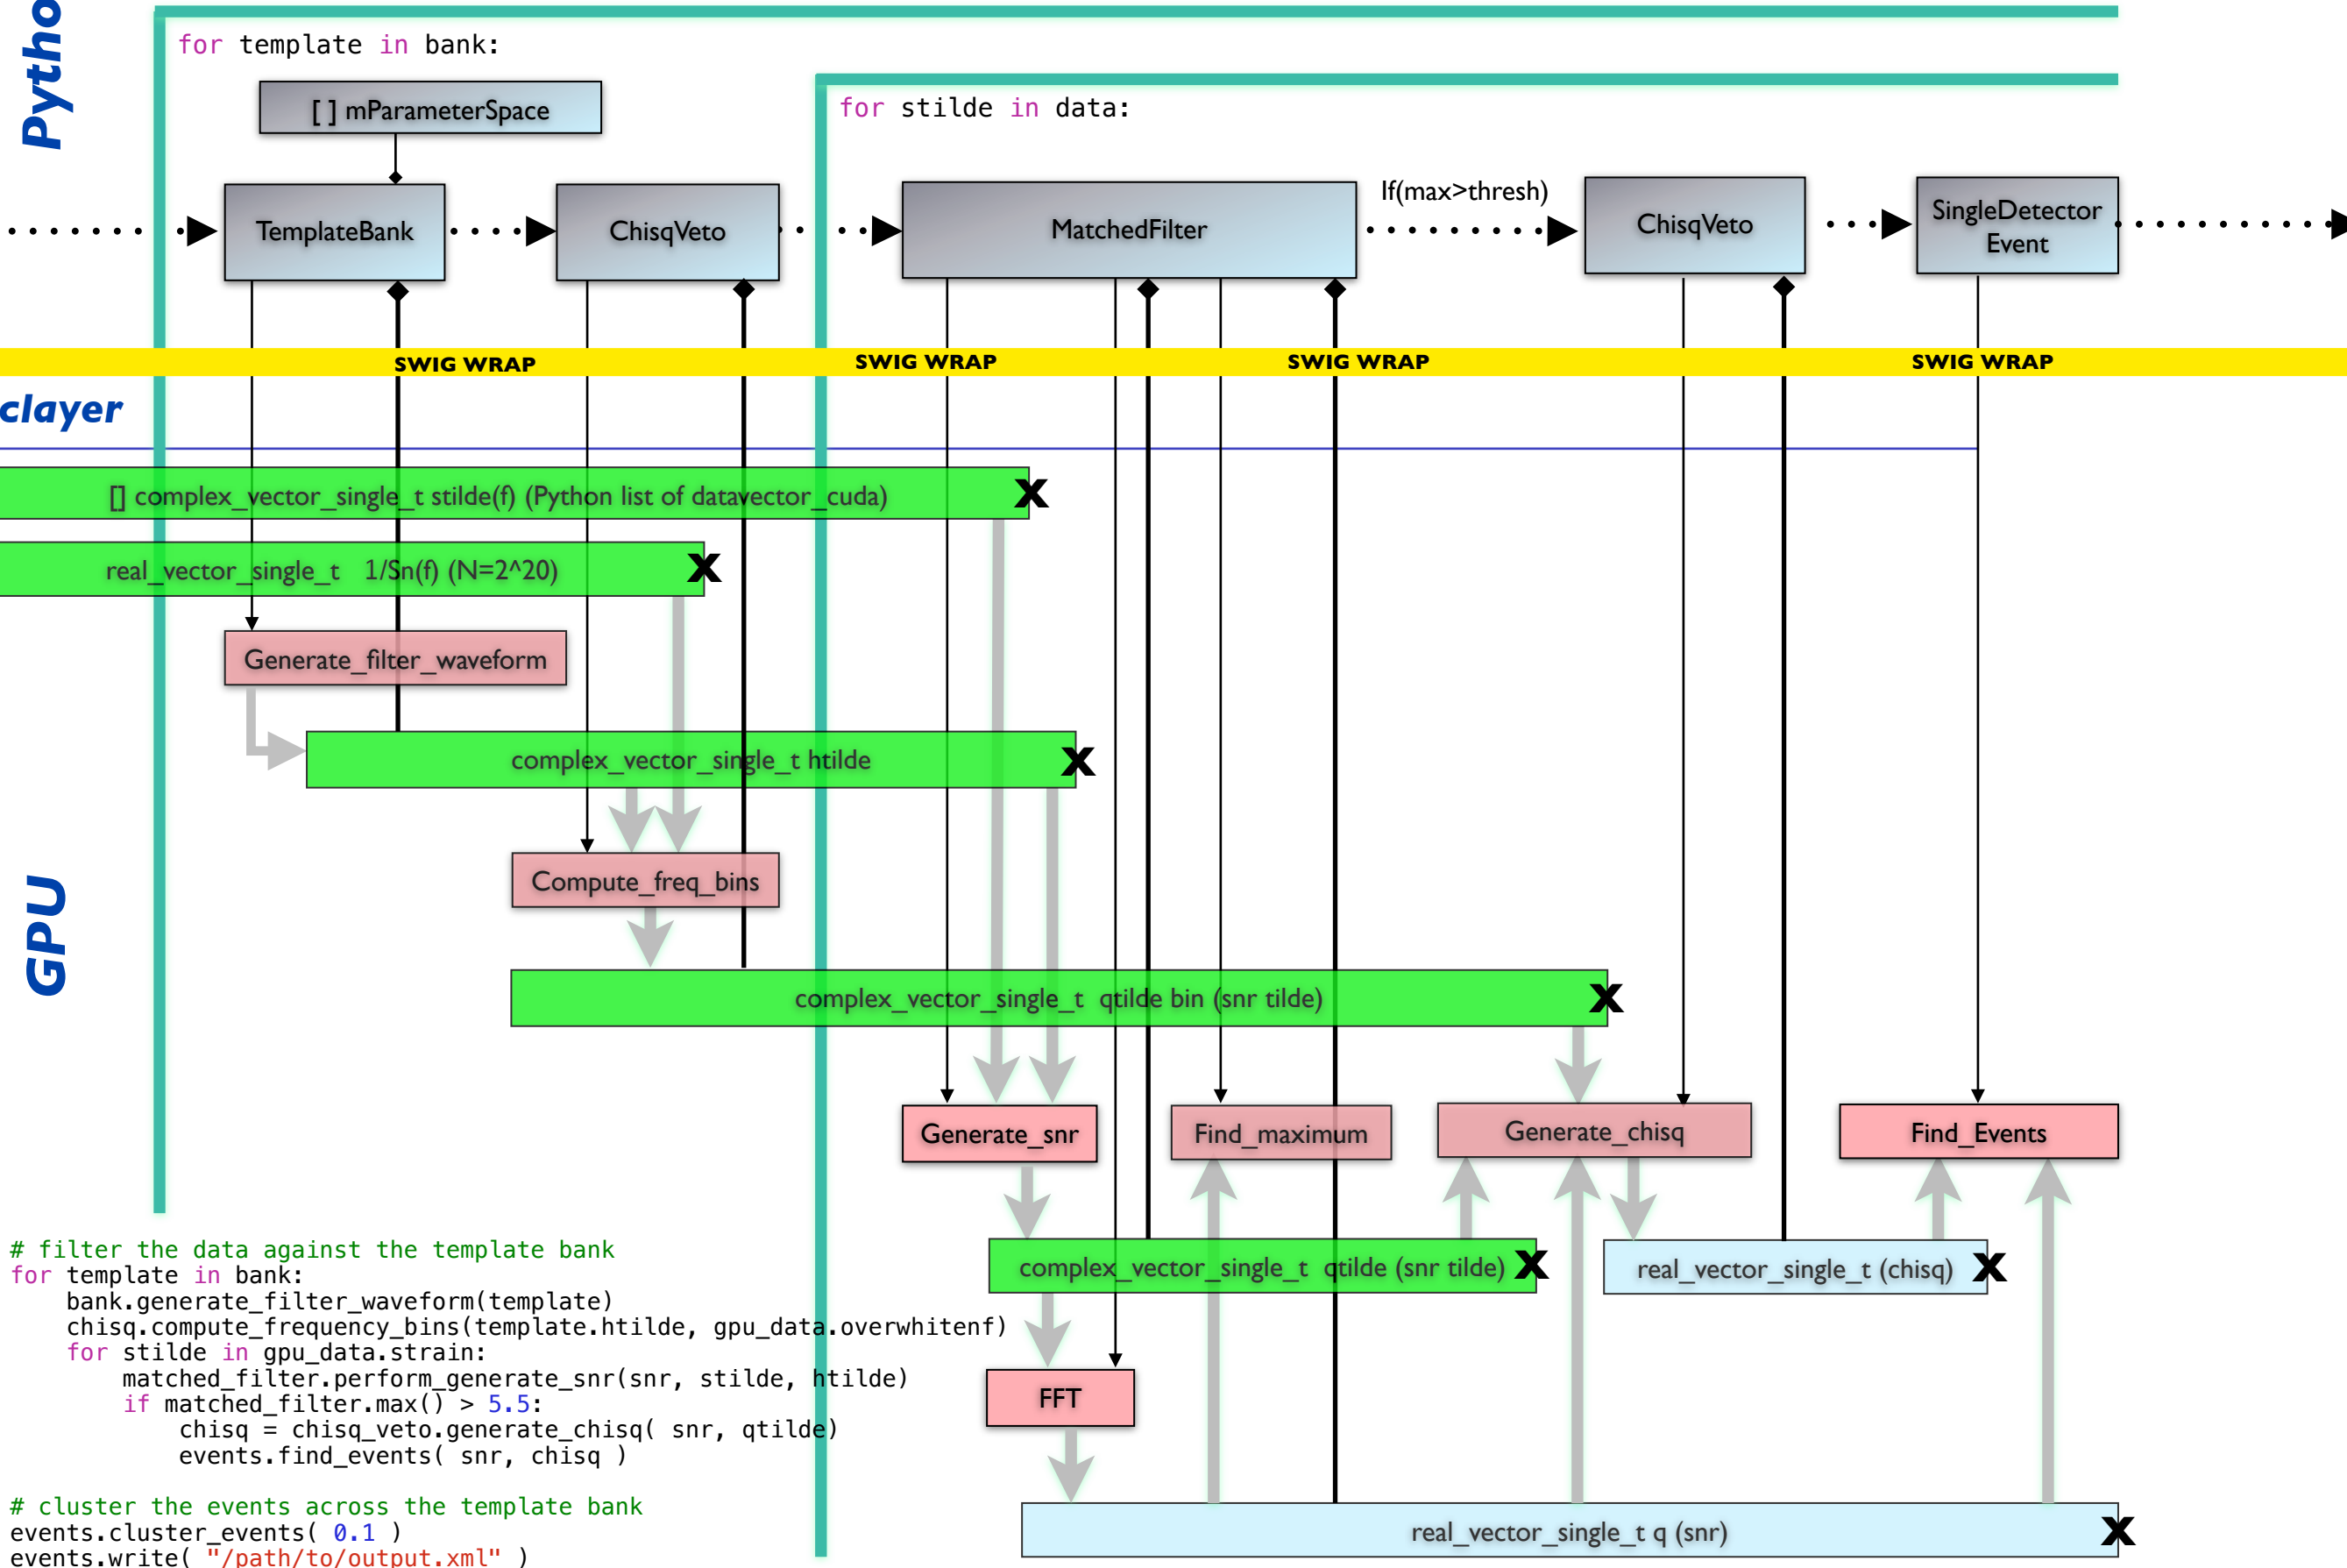 Pytho
for template in bank:
[ ] mParameterSpace
for stilde in data:
TemplateBank
ChisqVeto
MatchedFilter
If(max>thresh)
ChisqVeto
SingleDetector
Event
SWIG WRAP
SWIG WRAP
SWIG WRAP
SWIG WRAP
clayer
[] complex_vector_single_t stilde(f) (Python list of datavector_cuda)
X
real_vector_single_t 1/Sn(f) (N=2^20)
X
Generate_filter_waveform
complex_vector_single_t htilde
X
GPU
Compute_freq_bins
complex_vector_single_t qtilde bin (snr tilde)
X
Generate_snr
Find_maximum
Generate_chisq
Find_Events
complex_vector_single_t qtilde (snr tilde)
X
real_vector_single_t (chisq)
X
FFT
real_vector_single_t q (snr)
X
# filter the data against the template bank
for template in bank:
    bank.generate_filter_waveform(template)
    chisq.compute_frequency_bins(template.htilde, gpu_data.overwhitenf)
    for stilde in gpu_data.strain:
        matched_filter.perform_generate_snr(snr, stilde, htilde)
        if matched_filter.max() > 5.5:
            chisq = chisq_veto.generate_chisq( snr, qtilde)
            events.find_events( snr, chisq )
# cluster the events across the template bank
events.cluster_events( 0.1 )
events.write( "/path/to/output.xml" )